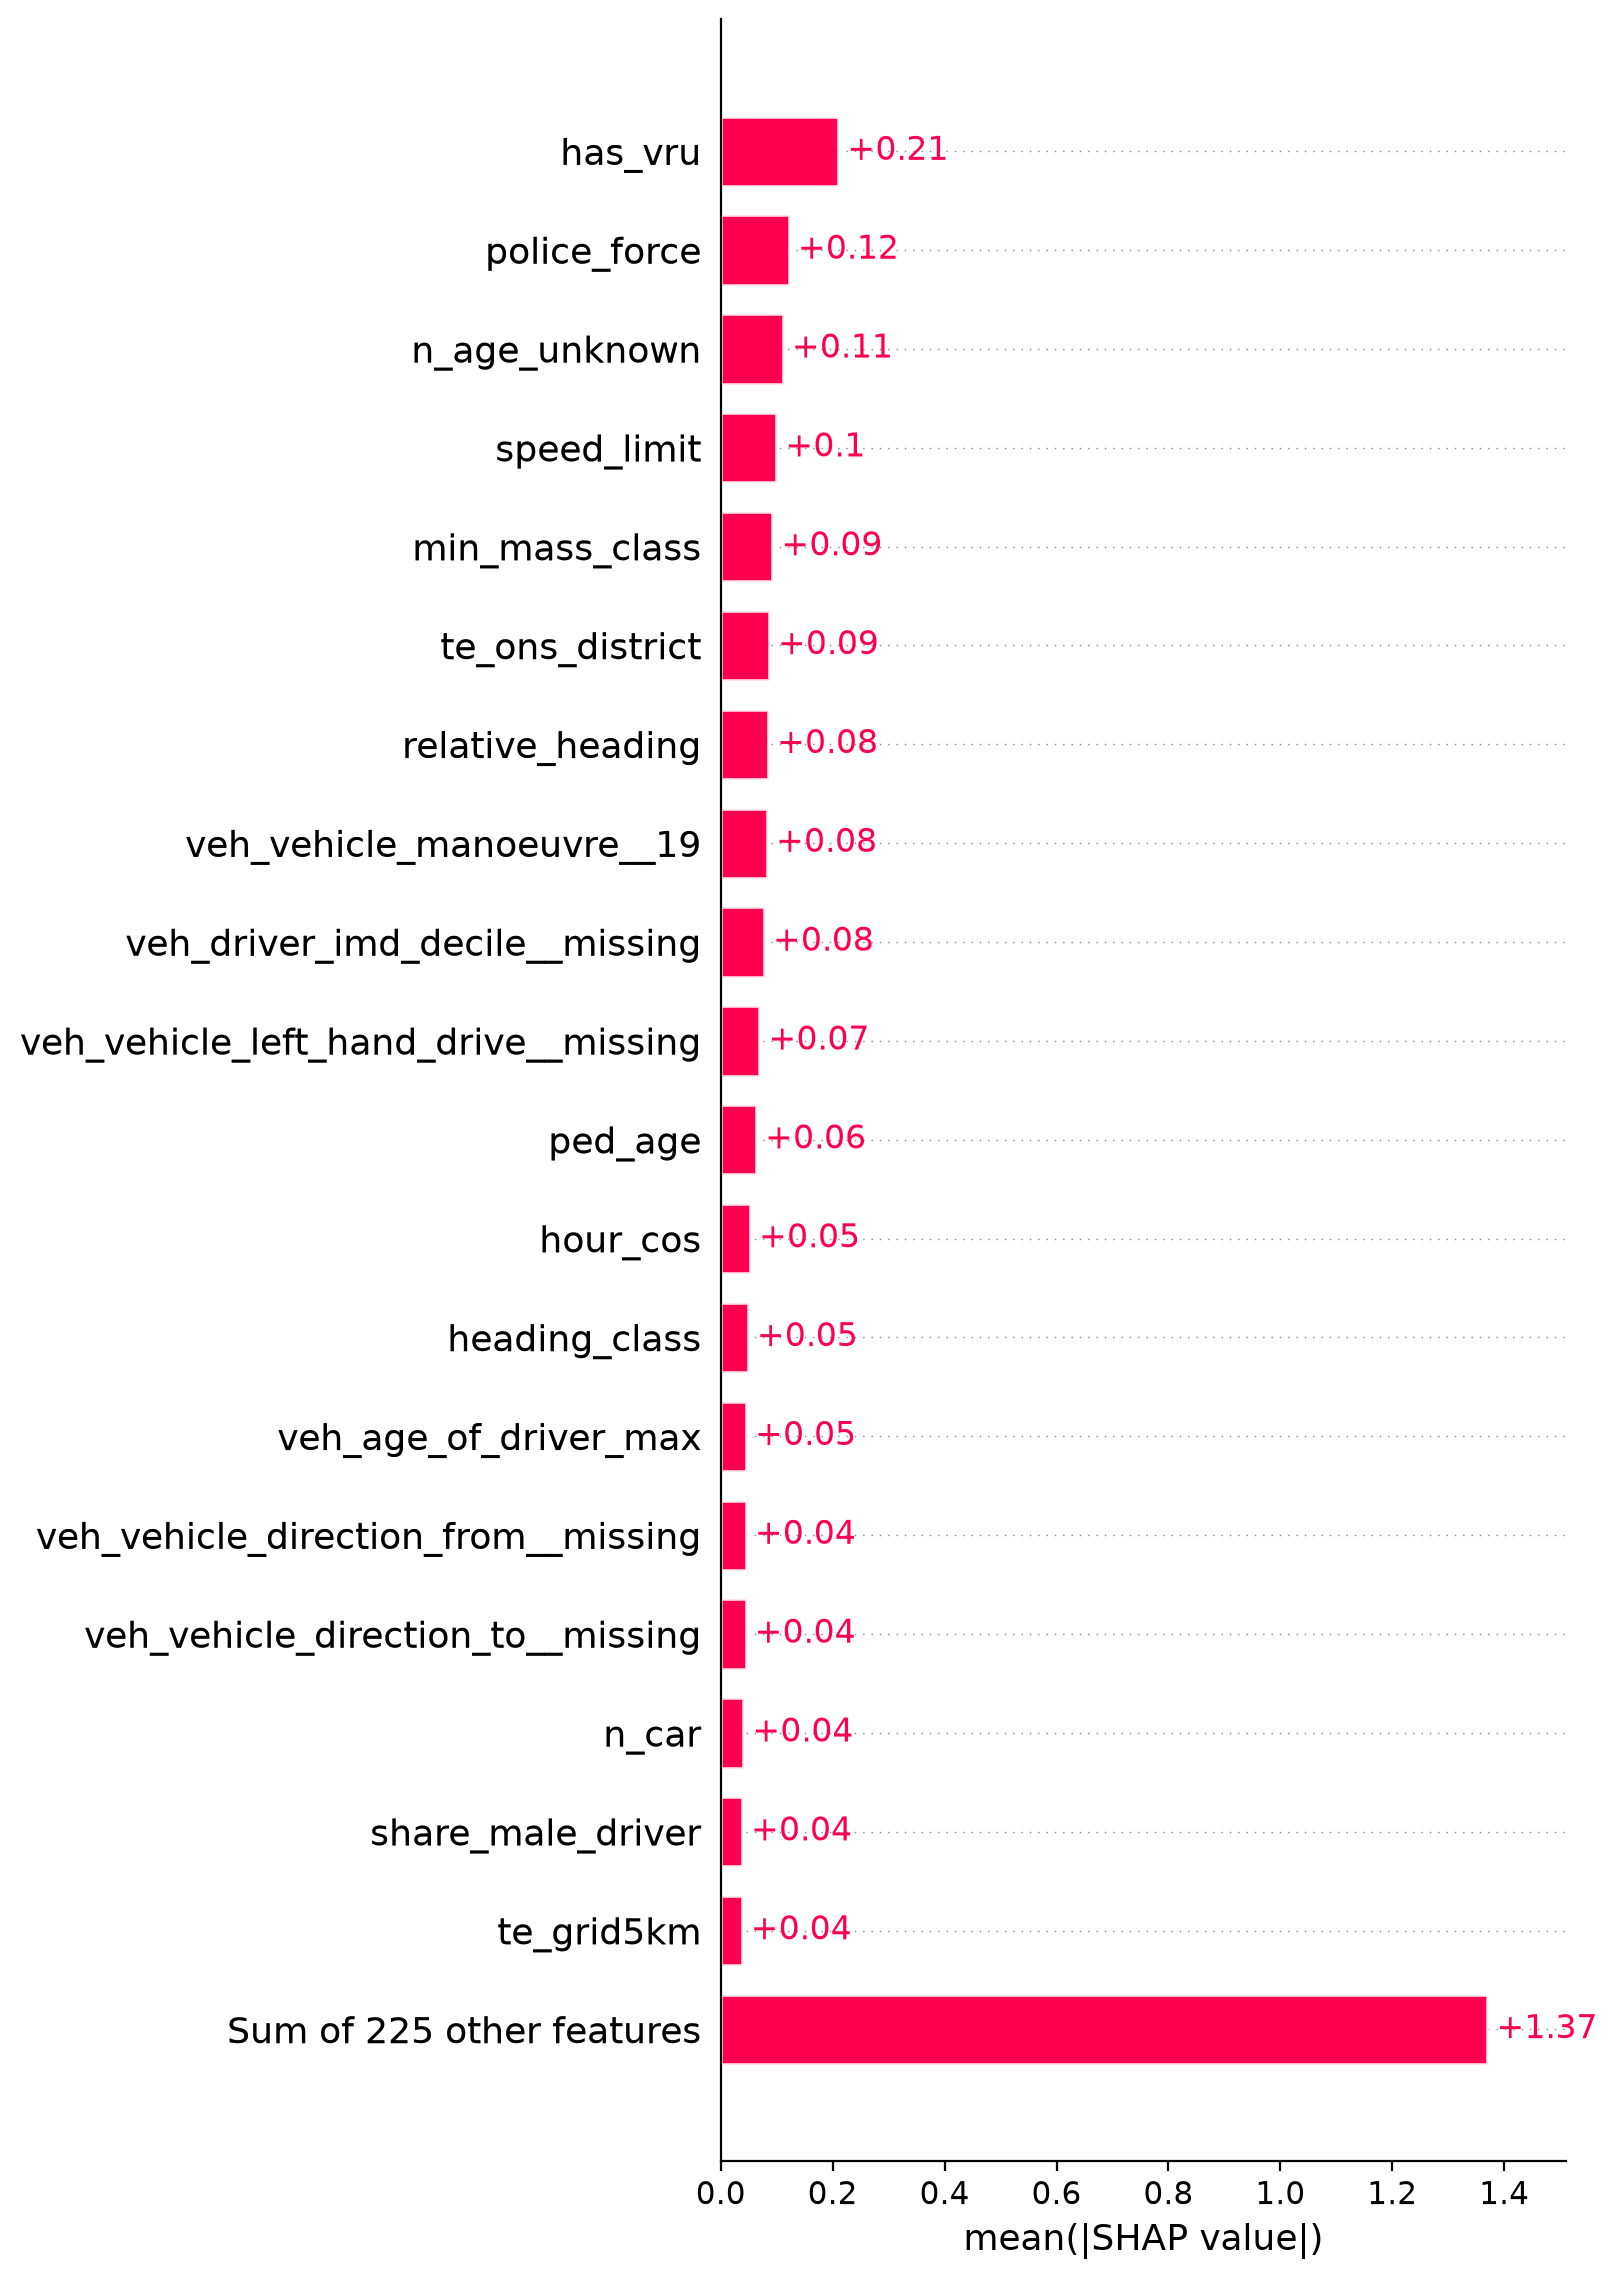 has_vru +0.21
police_force +0.12
n_age_unknown +0.11
speed_limit +0.1
min_mass_class +0.09
te_ons_district +0.09
relative_heading +0.08
veh_vehicle_manoeuvre__19 +0.08
veh_driver_imd_decile__missing +0.08
veh_vehicle_left_hand_drive__missing +0.07
ped_age +0.06
hour_cos +0.05
heading_class +0.05
veh_age_of_driver_max +0.05
veh_vehicle_direction_from__missing +0.04
veh_vehicle_direction_to__missing +0.04
n_car +0.04
share_male_driver +0.04
te_grid5km +0.04
Sum of 225 other features +1.37
0.0 0.2 0.4 0.6 0.8 1.0 1.2 1.4
mean(|SHAP value|)